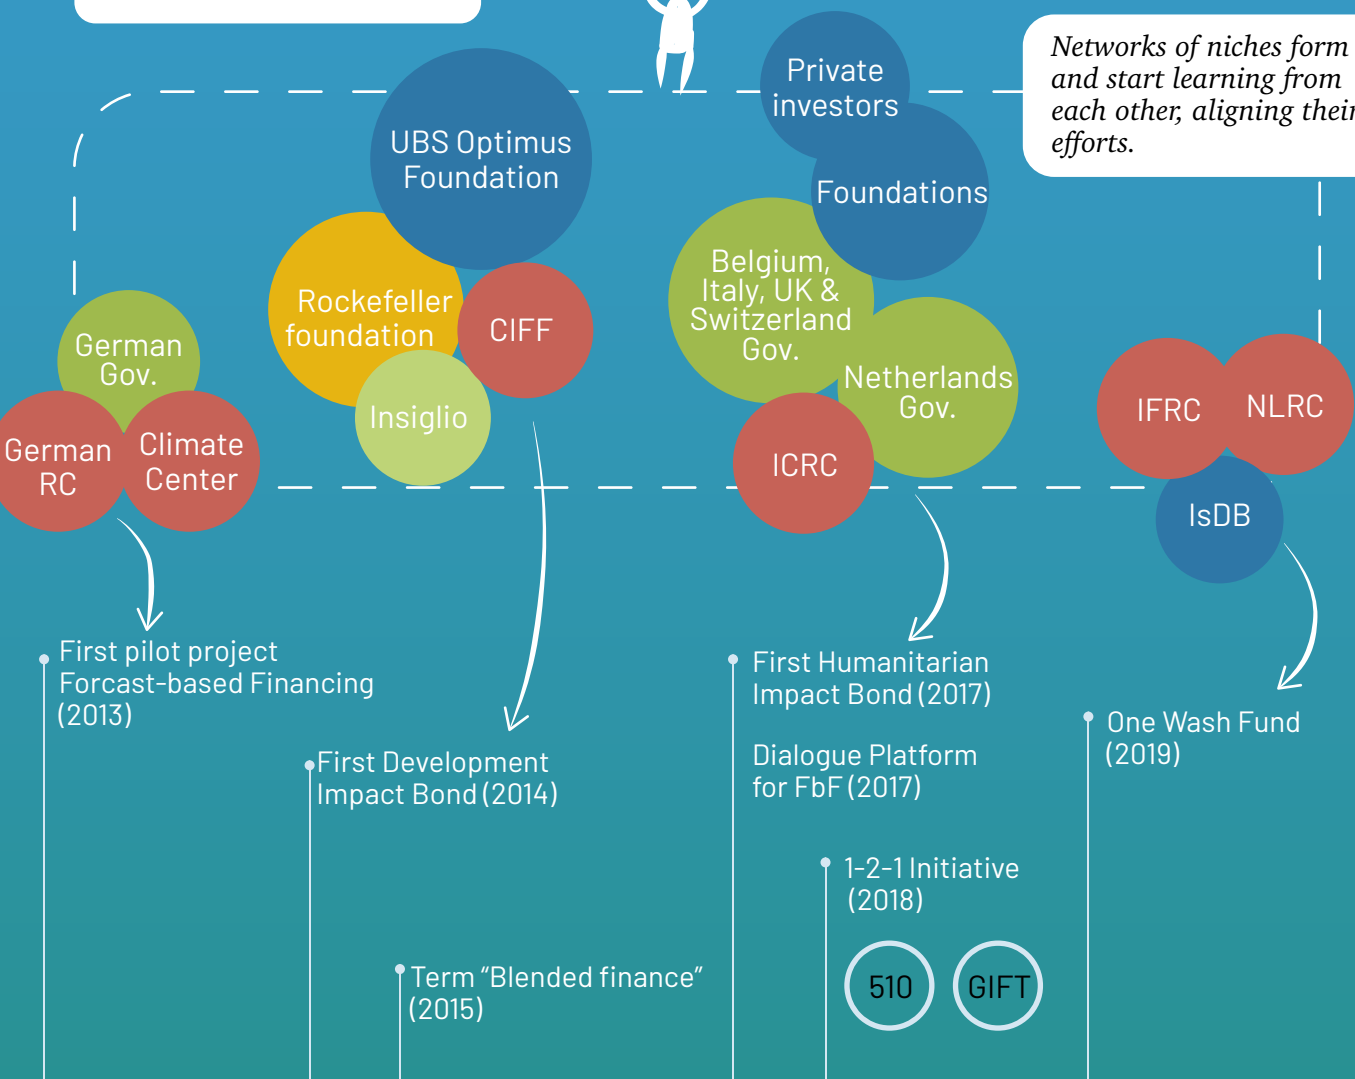 Networks of niches form
and start learning from
each other, aligning their
efforts.
Private
investors
UBS Optimus
Foundation
Foundations
Belgium,
Italy, UK &
Switzerland
Gov.
Rockefeller
foundation
CIFF
German
Gov.
Netherlands
Gov.
Insiglio
IFRC
NLRC
German
RC
Climate
Center
ICRC
IsDB
First pilot project
Forcast-based Financing
(2013)
First Development
Impact Bond (2014)
Term “Blended finance”
(2015)
First Humanitarian
Impact Bond (2017)
Dialogue Platform
for FbF (2017)
1-2-1 Initiative
(2018)
510
GIFT
One Wash Fund
(2019)